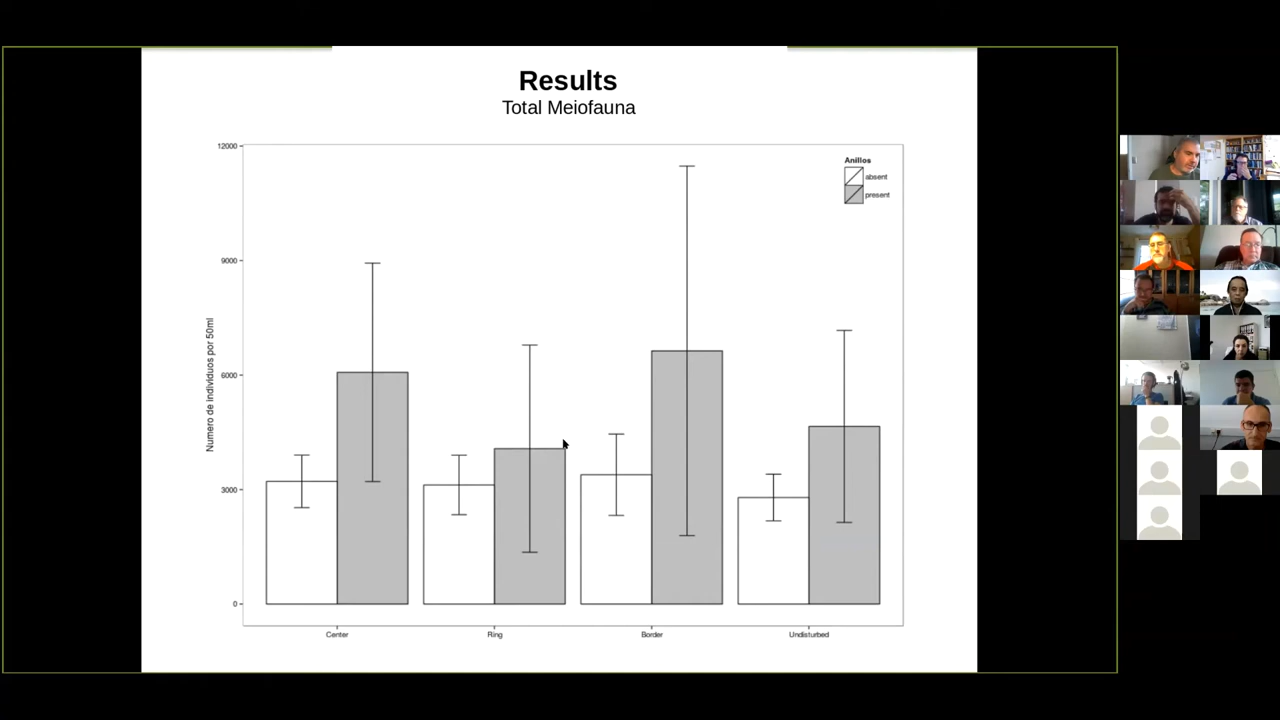 Results
Total Meiofauna
12000
9000
6000
3000
0
Numero de individuos por 50ml
Anillos
absent
present
Center
Ring
Border
Undisturbed